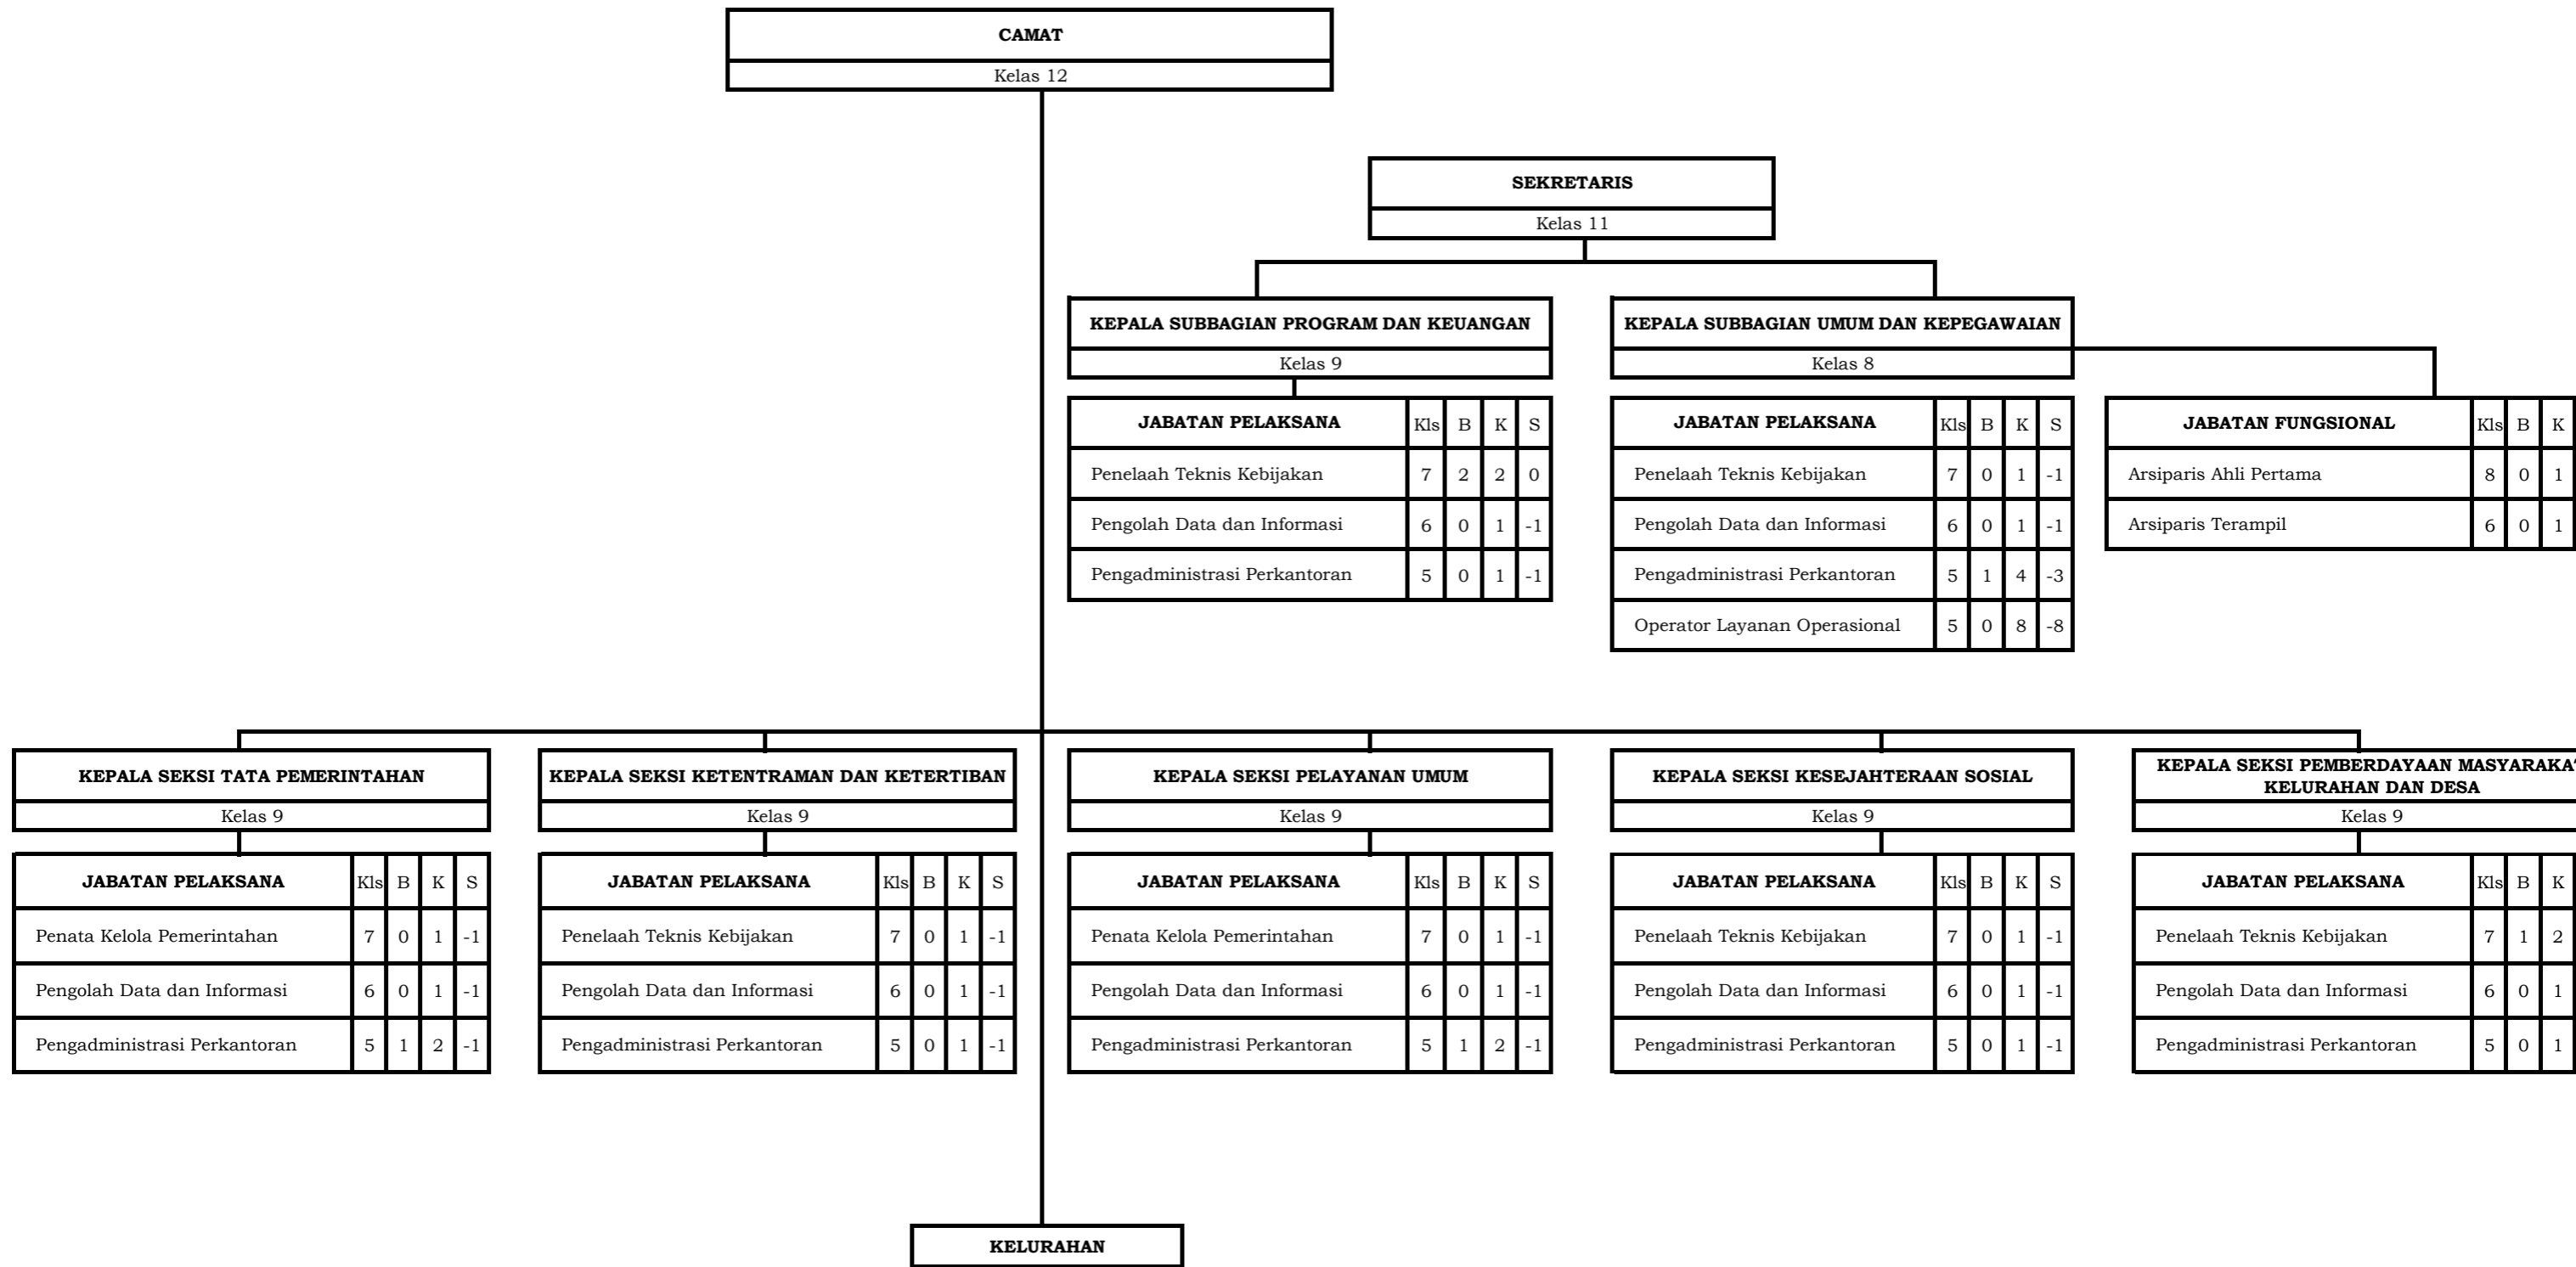 CAMAT
Kelas 12
SEKRETARIS
Kelas 11
KEPALA SUBBAGIAN PROGRAM DAN KEUANGAN
Kelas 9
JABATAN PELAKSANA Kls B K S
Penelaah Teknis Kebijakan 7 2 2 0
Pengolah Data dan Informasi 6 0 1 -1
Pengadministrasi Perkantoran 5 0 1 -1
KEPALA SUBBAGIAN UMUM DAN KEPEGAWAIAN
Kelas 8
JABATAN PELAKSANA Kls B K S
Penelaah Teknis Kebijakan 7 0 1 -1
Pengolah Data dan Informasi 6 0 1 -1
Pengadministrasi Perkantoran 5 1 4 -3
Operator Layanan Operasional 5 0 8 -8
JABATAN FUNGSIONAL Kls B K
Arsiparis Ahli Pertama 8 0 1
Arsiparis Terampil 6 0 1
KEPALA SEKSI TATA PEMERINTAHAN
Kelas 9
JABATAN PELAKSANA Kls B K S
Penata Kelola Pemerintahan 7 0 1 -1
Pengolah Data dan Informasi 6 0 1 -1
Pengadministrasi Perkantoran 5 1 2 -1
KEPALA SEKSI KETENTRAMAN DAN KETERTIBAN
Kelas 9
JABATAN PELAKSANA Kls B K S
Penelaah Teknis Kebijakan 7 0 1 -1
Pengolah Data dan Informasi 6 0 1 -1
Pengadministrasi Perkantoran 5 0 1 -1
KEPALA SEKSI PELAYANAN UMUM
Kelas 9
JABATAN PELAKSANA Kls B K S
Penata Kelola Pemerintahan 7 0 1 -1
Pengolah Data dan Informasi 6 0 1 -1
Pengadministrasi Perkantoran 5 1 2 -1
KEPALA SEKSI KESEJAHTERAAN SOSIAL
Kelas 9
JABATAN PELAKSANA Kls B K S
Penelaah Teknis Kebijakan 7 0 1 -1
Pengolah Data dan Informasi 6 0 1 -1
Pengadministrasi Perkantoran 5 0 1 -1
KEPALA SEKSI PEMBERDAYAAN MASYARAKAT
KELURAHAN DAN DESA
Kelas 9
JABATAN PELAKSANA Kls B K
Penelaah Teknis Kebijakan 7 1 2
Pengolah Data dan Informasi 6 0 1
Pengadministrasi Perkantoran 5 0 1
KELURAHAN